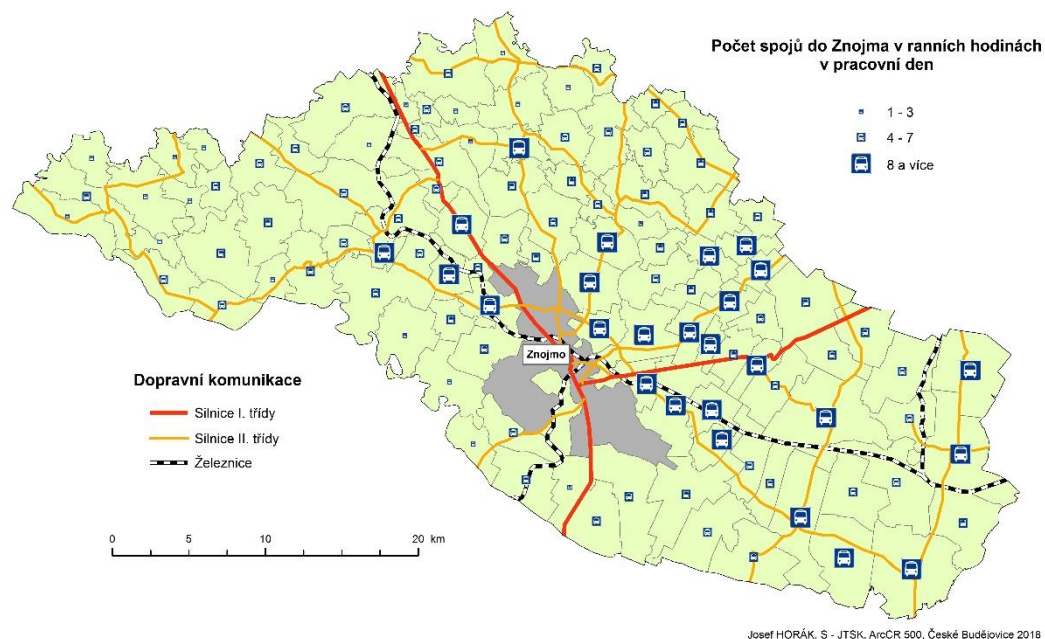 Počet spojů do Znojma v ranních hodinách
v pracovní den
1 - 3
4 - 7
8 a více
Znojmo
Dopravní komunikace
Silnice I. třídy
Silnice II. třídy
Železnice
0 5 10 20 km
Josef HORÁK, S - JTSK, ArcCR 500, České Budějovice 2018